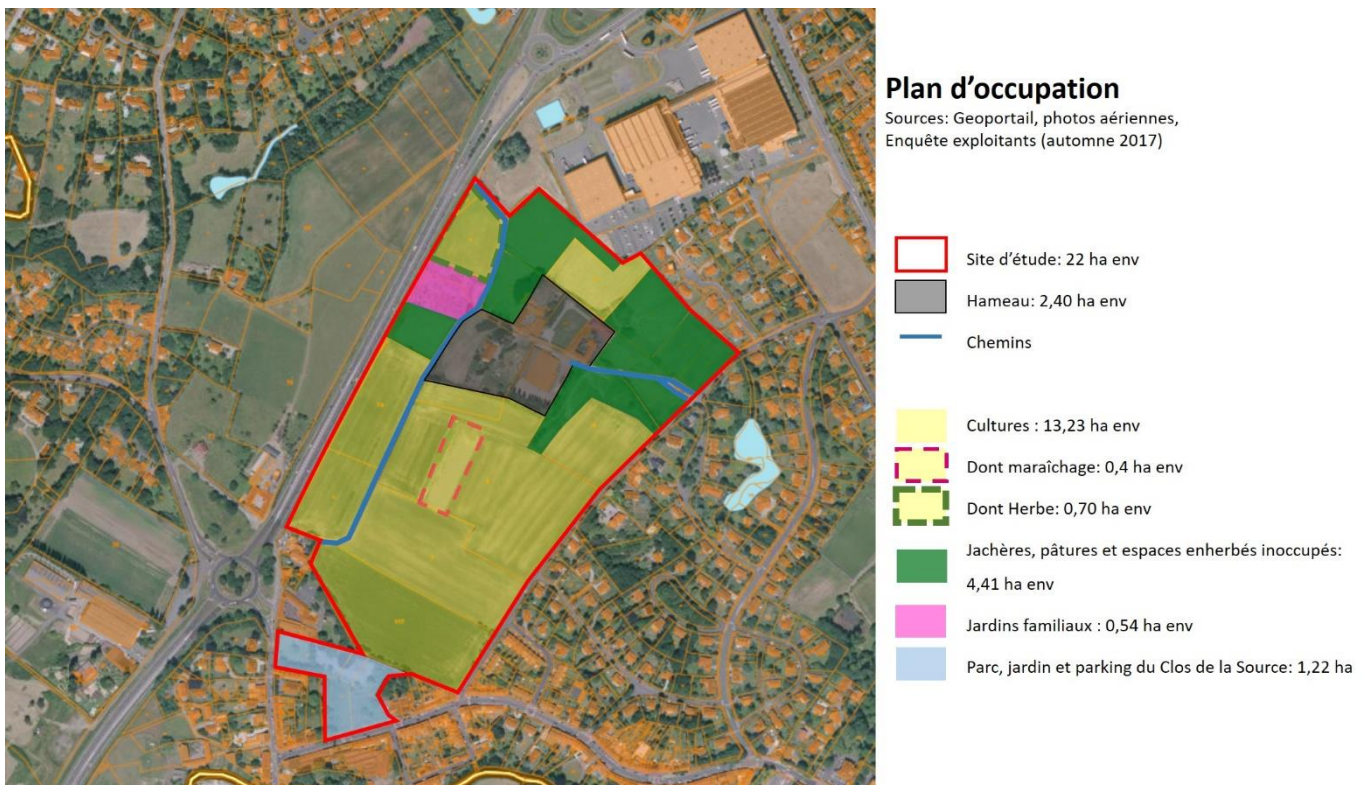 Plan d’occupation
Sources: Geoportail, photos aériennes,
Enquête exploitants (automne 2017)
Site d’étude: 22 ha env
Hameau: 2,40 ha env
Chemins
Cultures : 13,23 ha env
Dont maraîchage: 0,4 ha env
Dont Herbe: 0,70 ha env
Jachères, pâtures et espaces enherbés inoccupés:
4,41 ha env
Jardins familiaux : 0,54 ha env
Parc, jardin et parking du Clos de la Source: 1,22 ha